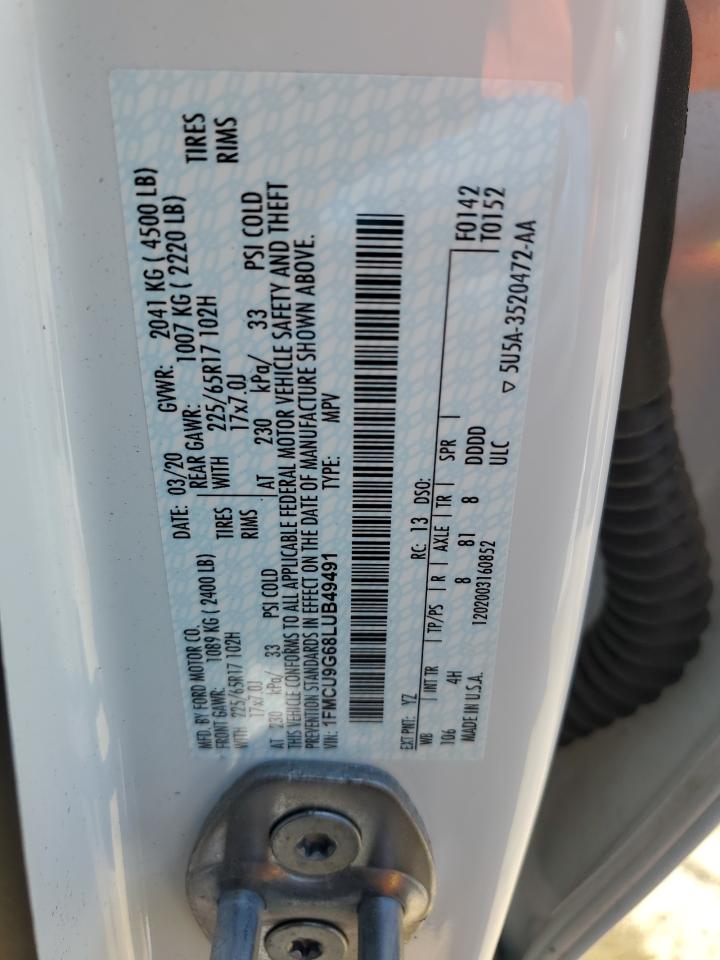 MFD. BY FORD MOTOR CO.
DATE: 03/20 GVWR: 2041 KG ( 4500 LB)
FRONT GAWR: 1089 KG ( 2400 LB) REAR GAWR: 1007 KG ( 2220 LB)
WITH 225/65R17 102H TIRES WITH 225/65R17 102H TIRES
17x7.0J RIMS 17x7.0J RIMS
AT 230 kPa/ 33 PSI COLD AT 230 kPa/ 33 PSI COLD
THIS VEHICLE CONFORMS TO ALL APPLICABLE FEDERAL MOTOR VEHICLE SAFETY AND THEFT
PREVENTION STANDARDS IN EFFECT ON THE DATE OF MANUFACTURE SHOWN ABOVE.
VIN: 1FMCU9G68LUB49491 TYPE: MPV
EXT PNT: YZ RC: 13 DSO: F0142
WB INT TR TP/PS R AXLE TR SPR T0152
106 4H 8 81 8 DDDD
MADE IN U.S.A. 1202003160852 ULC
▽ 5U5A-3520472-AA